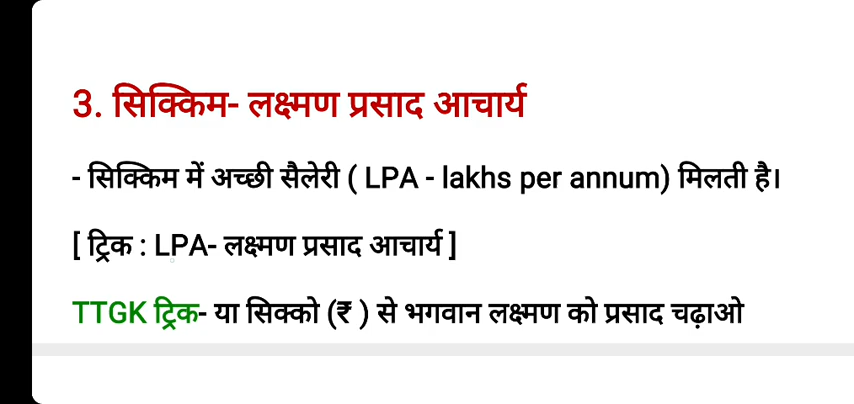 3. सिक्किम- लक्ष्मण प्रसाद आचार्य
- सिक्किम में अच्छी सैलेरी ( LPA - lakhs per annum) मिलती है।
[ ट्रिक : LPA- लक्ष्मण प्रसाद आचार्य ]
TTGK ट्रिक- या सिक्को (₹ ) से भगवान लक्ष्मण को प्रसाद चढ़ाओ